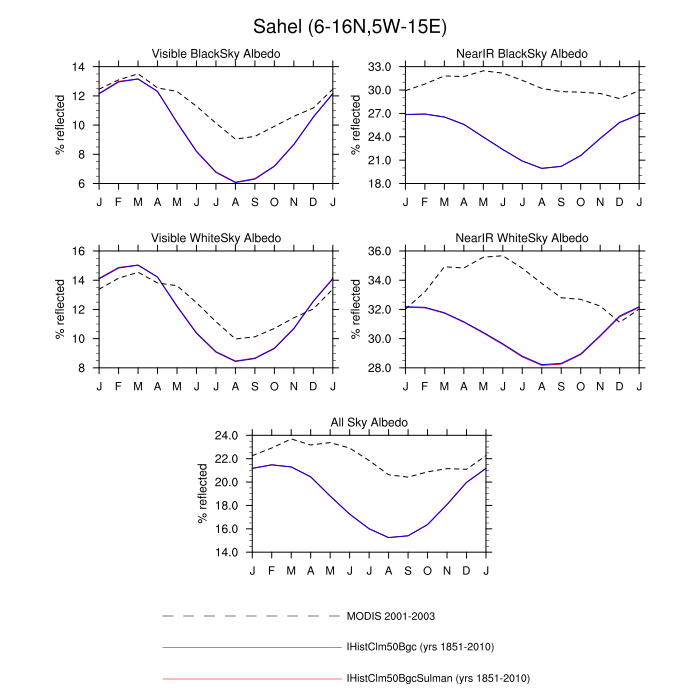 Sahel (6-16N,5W-15E)
Visible BlackSky Albedo
NearIR BlackSky Albedo
% reflected
14
12
10
8
6
J F M A M J J A S O N D J
33.0
30.0
27.0
24.0
21.0
18.0
% reflected
J F M A M J J A S O N D J
Visible WhiteSky Albedo
NearIR WhiteSky Albedo
% reflected
16
14
12
10
8
J F M A M J J A S O N D J
% reflected
36.0
34.0
32.0
30.0
28.0
J F M A M J J A S O N D J
All Sky Albedo
% reflected
24.0
22.0
20.0
18.0
16.0
14.0
J F M A M J J A S O N D J
MODIS 2001-2003
IHistClm50Bgc (yrs 1851-2010)
IHistClm50BgcSulman (yrs 1851-2010)